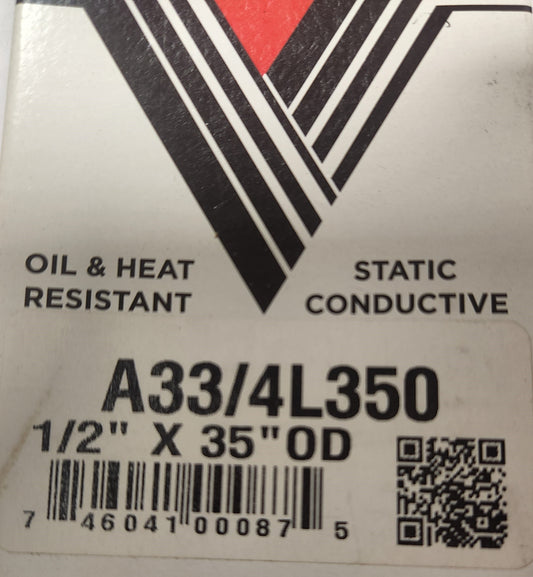 OIL & HEAT
RESISTANT
STATIC
CONDUCTIVE
A33/4L350
1/2" X 35"OD
7 46041 00087 5